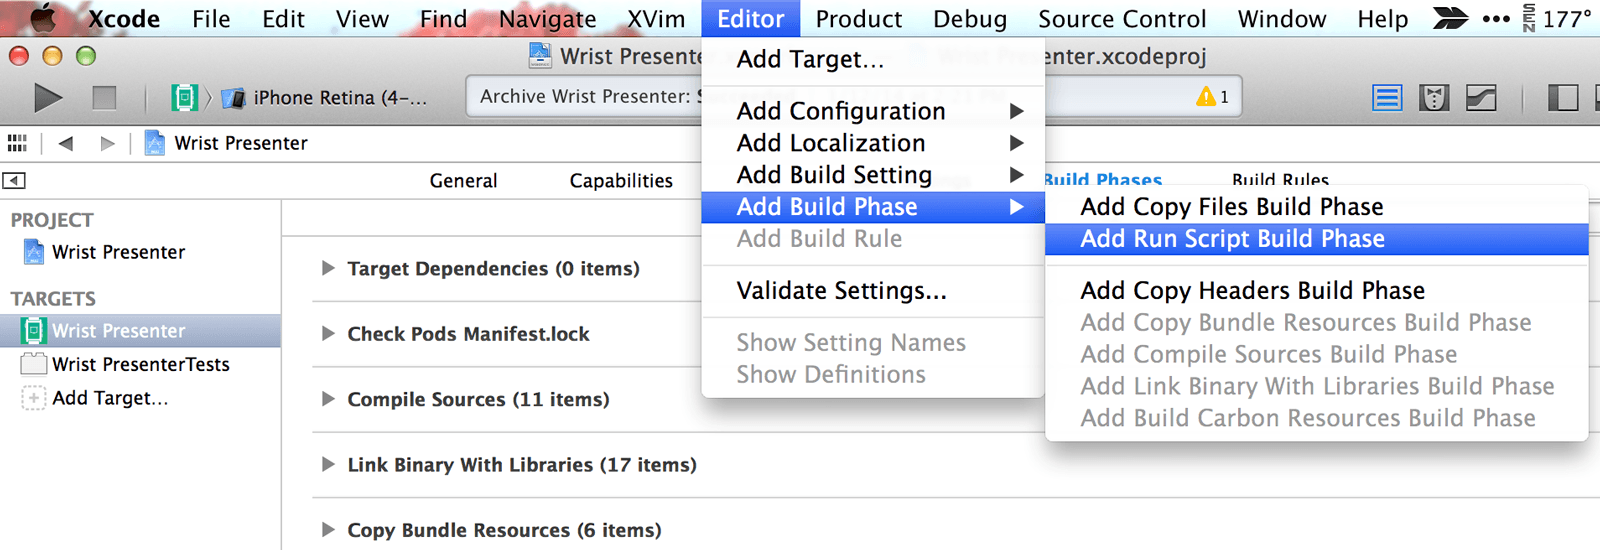 Xcode File Edit View Find Navigate XVim Editor Product Debug Source Control Window Help ••• SEN 177°
Wrist Presenter.xcodeproj
iPhone Retina (4-...
Archive Wrist Presenter:
1
Wrist Presenter
General Capabilities Build Phases Build Rules
PROJECT
Wrist Presenter
TARGETS
Wrist Presenter
Wrist PresenterTests
Add Target...
Target Dependencies (0 items)
Check Pods Manifest.lock
Compile Sources (11 items)
Link Binary With Libraries (17 items)
Copy Bundle Resources (6 items)
Add Target...
Add Configuration
Add Localization
Add Build Setting
Add Build Phase
Add Build Rule
Validate Settings...
Show Setting Names
Show Definitions
Add Copy Files Build Phase
Add Run Script Build Phase
Add Copy Headers Build Phase
Add Copy Bundle Resources Build Phase
Add Compile Sources Build Phase
Add Link Binary With Libraries Build Phase
Add Build Carbon Resources Build Phase